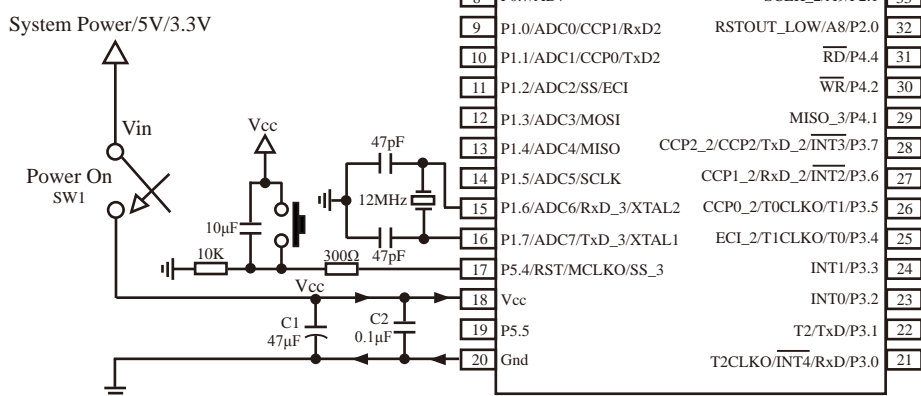 System Power/5V/3.3V
Vin
Power On
SW1
Vcc
10μF
10K
300Ω
47pF
12MHz
47pF
Vcc
C1
47μF
C2
0.1μF
8
9 P1.0/ADC0/CCP1/RxD2
10 P1.1/ADC1/CCP0/TxD2
11 P1.2/ADC2/SS/ECI
12 P1.3/ADC3/MOSI
13 P1.4/ADC4/MISO
14 P1.5/ADC5/SCLK
15 P1.6/ADC6/RxD_3/XTAL2
16 P1.7/ADC7/TxD_3/XTAL1
17 P5.4/RST/MCLKO/SS_3
18 Vcc
19 P5.5
20 Gnd
RSTOUT_LOW/A8/P2.0 32
RD/P4.4 31
WR/P4.2 30
MISO_3/P4.1 29
CCP2_2/CCP2/TxD_2/INT3/P3.7 28
CCP1_2/RxD_2/INT2/P3.6 27
CCP0_2/T0CLKO/T1/P3.5 26
ECI_2/T1CLKO/T0/P3.4 25
INT1/P3.3 24
INT0/P3.2 23
T2/TxD/P3.1 22
T2CLKO/INT4/RxD/P3.0 21